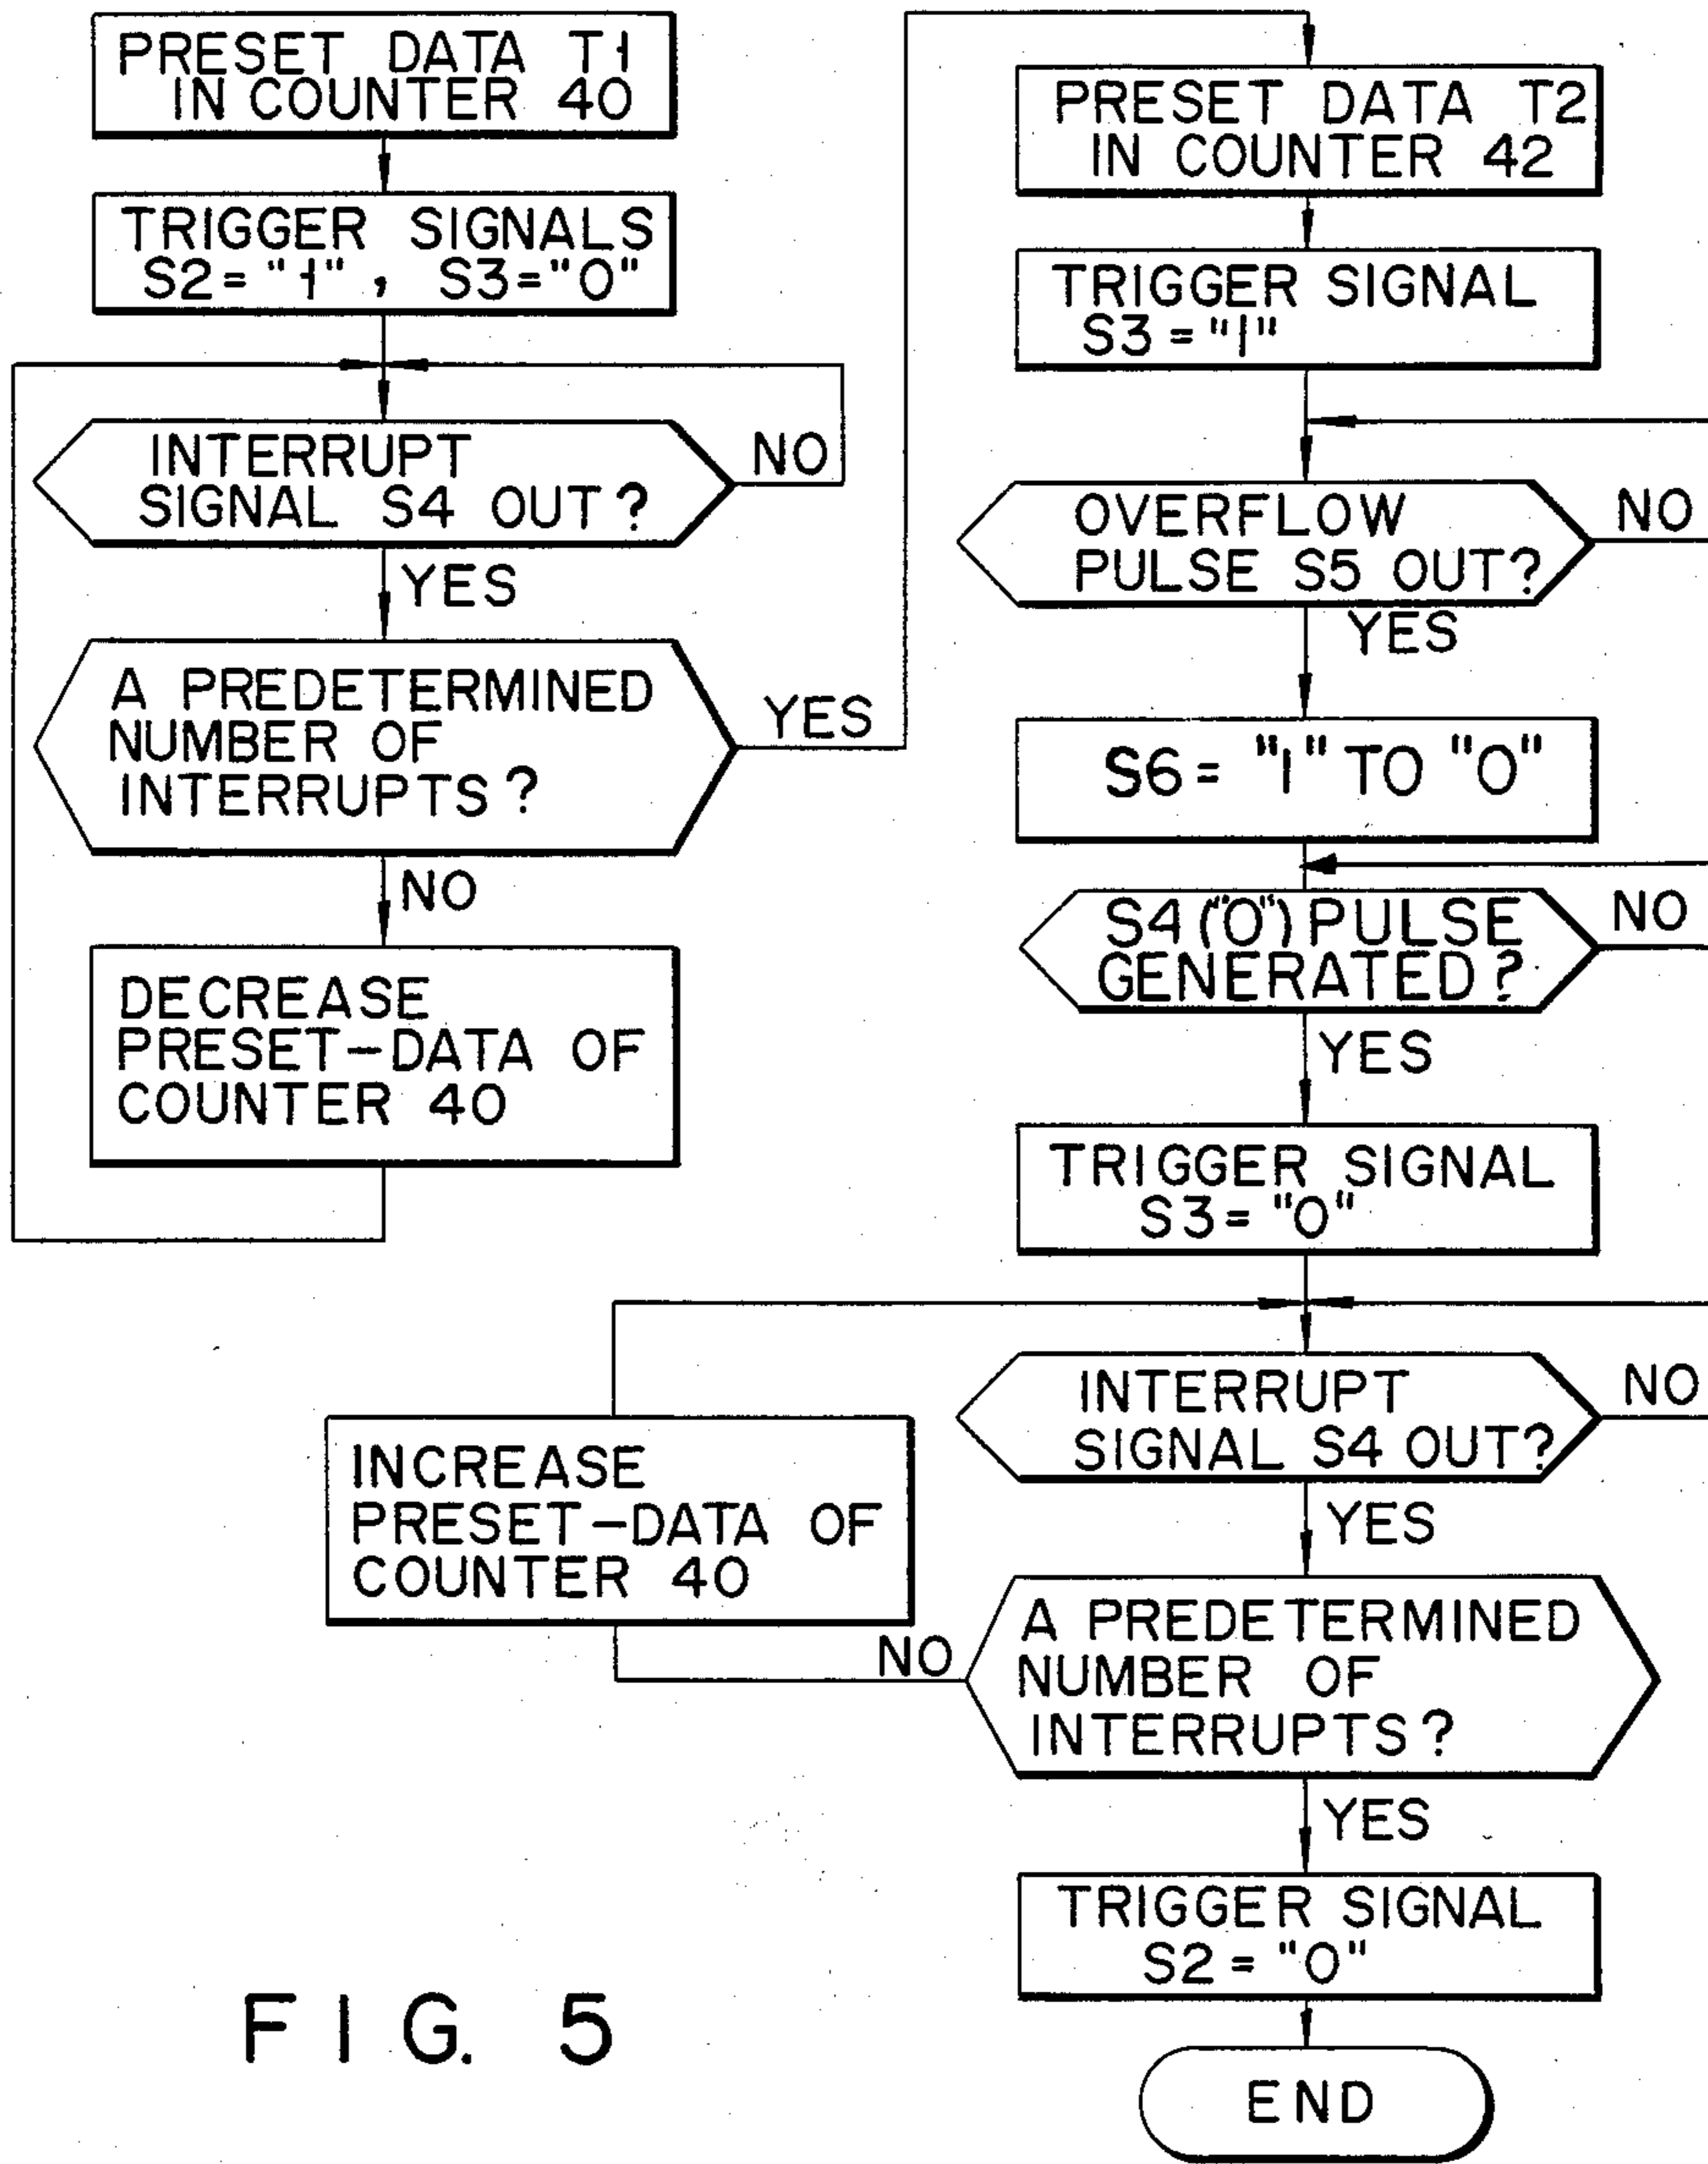 PRESET DATA T1
IN COUNTER 40
TRIGGER SIGNALS
S2="1", S3="0"
INTERRUPT
SIGNAL S4 OUT?
NO
YES
A PREDETERMINED
NUMBER OF
INTERRUPTS?
YES
NO
DECREASE
PRESET-DATA OF
COUNTER 40
PRESET DATA T2
IN COUNTER 42
TRIGGER SIGNAL
S3="1"
OVERFLOW
PULSE S5 OUT?
NO
YES
S6= "1" TO "0"
S4("0") PULSE
GENERATED?
NO
YES
TRIGGER SIGNAL
S3="0"
INTERRUPT
SIGNAL S4 OUT?
NO
YES
INCREASE
PRESET-DATA OF
COUNTER 40
NO
A PREDETERMINED
NUMBER OF
INTERRUPTS?
YES
TRIGGER SIGNAL
S2="0"
END
FIG. 5